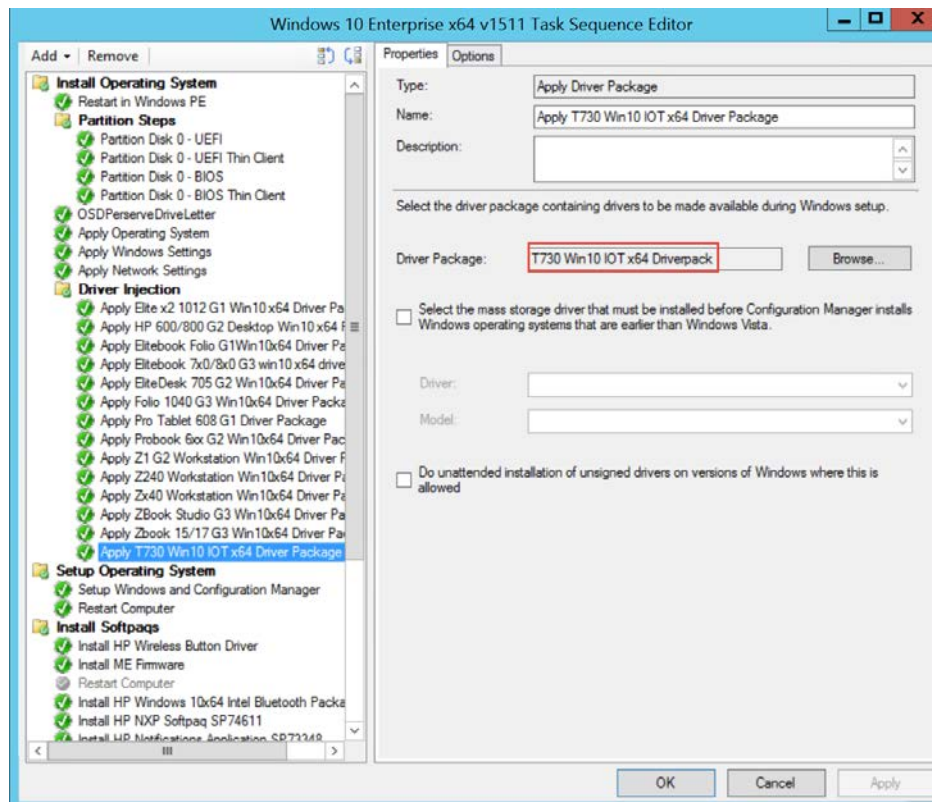 Windows 10 Enterprise x64 v1511 Task Sequence Editor
Add Remove
Install Operating System
Restart in Windows PE
Partition Steps
Partition Disk 0 - UEFI
Partition Disk 0 - UEFI Thin Client
Partition Disk 0 - BIOS
Partition Disk 0 - BIOS Thin Client
OSDPerserveDriveLetter
Apply Operating System
Apply Windows Settings
Apply Network Settings
Driver Injection
Apply Elite x2 1012 G1 Win10 x64 Driver Pa
Apply HP 600/800 G2 Desktop Win10 x64
Apply Elitebook Folio G1Win10x64 Driver Pa
Apply Elitebook 7x0/8x0 G3 win10 x64 drive
Apply EliteDesk 705 G2 Win10x64 Driver Pa
Apply Folio 1040 G3 Win10x64 Driver Packa
Apply Pro Tablet 608 G1 Driver Package
Apply Probook 6xx G2 Win10x64 Driver Pac
Apply Z1 G2 Workstation Win10x64 Driver F
Apply Z240 Workstation Win10x64 Driver Pa
Apply Zx40 Workstation Win10x64 Driver Pa
Apply ZBook Studio G3 Win10x64 Driver Pa
Apply Zbook 15/17 G3 Win10x64 Driver Pac
Apply T730 Win10 IOT x64 Driver Package
Setup Operating System
Setup Windows and Configuration Manager
Restart Computer
Install Softpaqs
Install HP Wireless Button Driver
Install ME Firmware
Restart Computer
Install HP Windows 10x64 Intel Bluetooth Packa
Install HP NXP Softpaq SP74611
Install HP Notifications Application SP73348
Properties Options
Type: Apply Driver Package
Name: Apply T730 Win10 IOT x64 Driver Package
Description:
Select the driver package containing drivers to be made available during Windows setup.
Driver Package: T730 Win10 IOT x64 Driverpack Browse...
Select the mass storage driver that must be installed before Configuration Manager installs
Windows operating systems that are earlier than Windows Vista.
Driver:
Model:
Do unattended installation of unsigned drivers on versions of Windows where this is
allowed
OK Cancel Apply